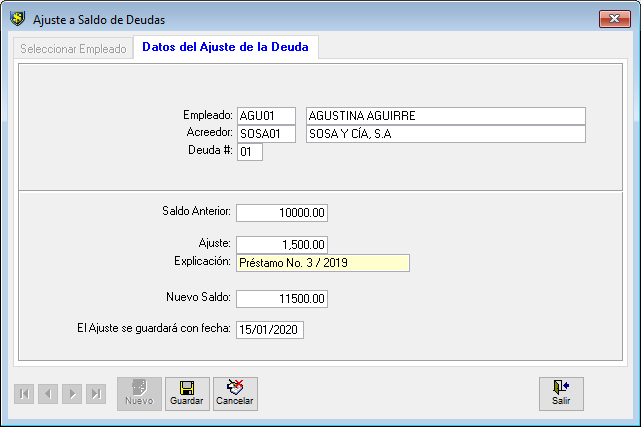 Ajuste a Saldo de Deudas
Seleccionar Empleado
Datos del Ajuste de la Deuda
Empleado: AGU01 AGUSTINA AGUIRRE
Acreedor: SOSA01 SOSA Y CÍA, S.A
Deuda #: 01
Saldo Anterior: 10000.00
Ajuste: 1,500.00
Explicación: Préstamo No. 3 / 2019
Nuevo Saldo: 11500.00
El Ajuste se guardará con fecha: 15/01/2020
Nuevo Guardar Cancelar Salir